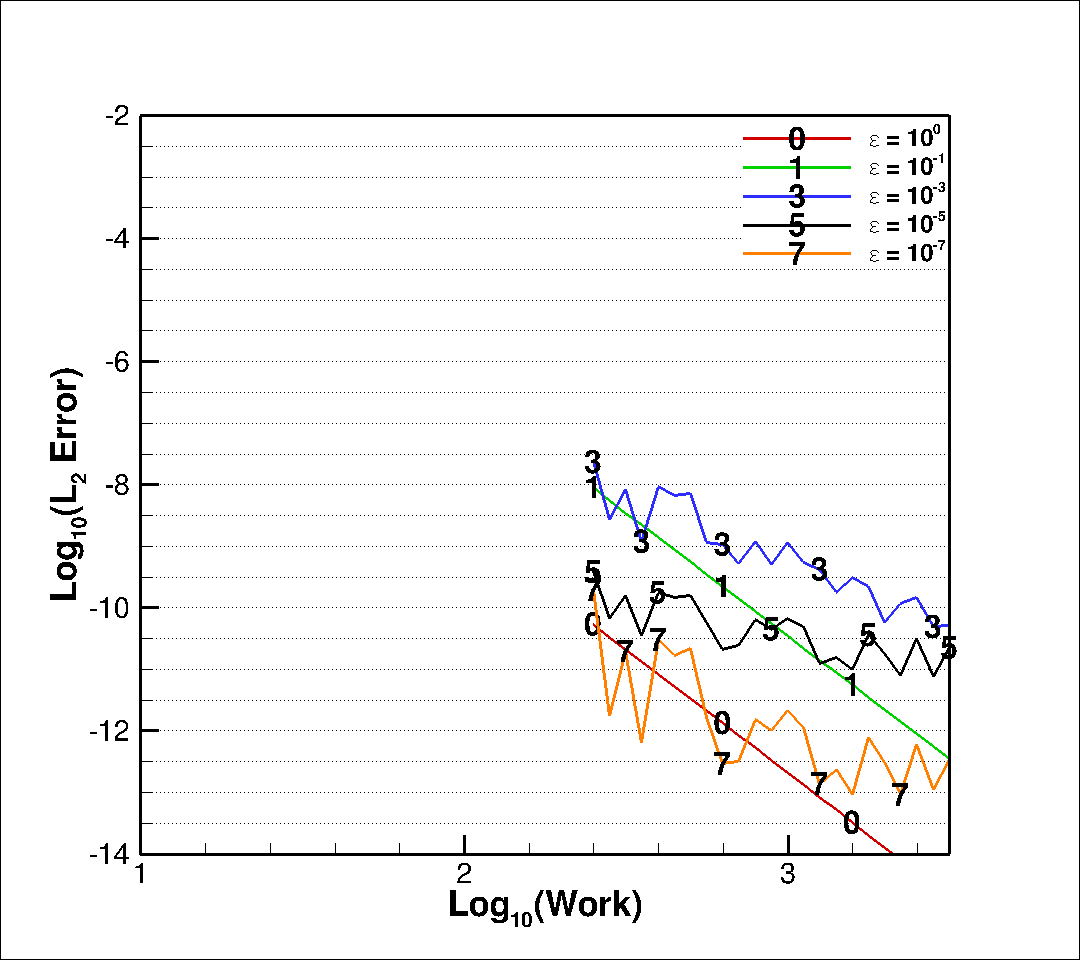 -2
-4
-6
-8
-10
-12
-14
Log10(L2 Error)
0 ε = 10^0
1 ε = 10^-1
3 ε = 10^-3
5 ε = 10^-5
7 ε = 10^-7
3 3 3 3 3
1 1 1
5 5 5 5 5
7 7 7 7 7 7
0 0 0
1 2 3
Log10(Work)